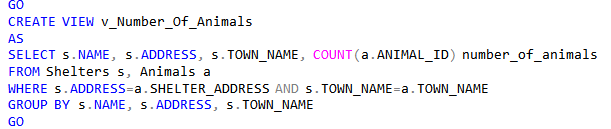 GO
CREATE VIEW v_Number_Of_Animals
AS
SELECT s.NAME, s.ADDRESS, s.TOWN_NAME, COUNT(a.ANIMAL_ID) number_of_animals
FROM Shelters s, Animals a
WHERE s.ADDRESS=a.SHELTER_ADDRESS AND s.TOWN_NAME=a.TOWN_NAME
GROUP BY s.NAME, s.ADDRESS, s.TOWN_NAME
GO